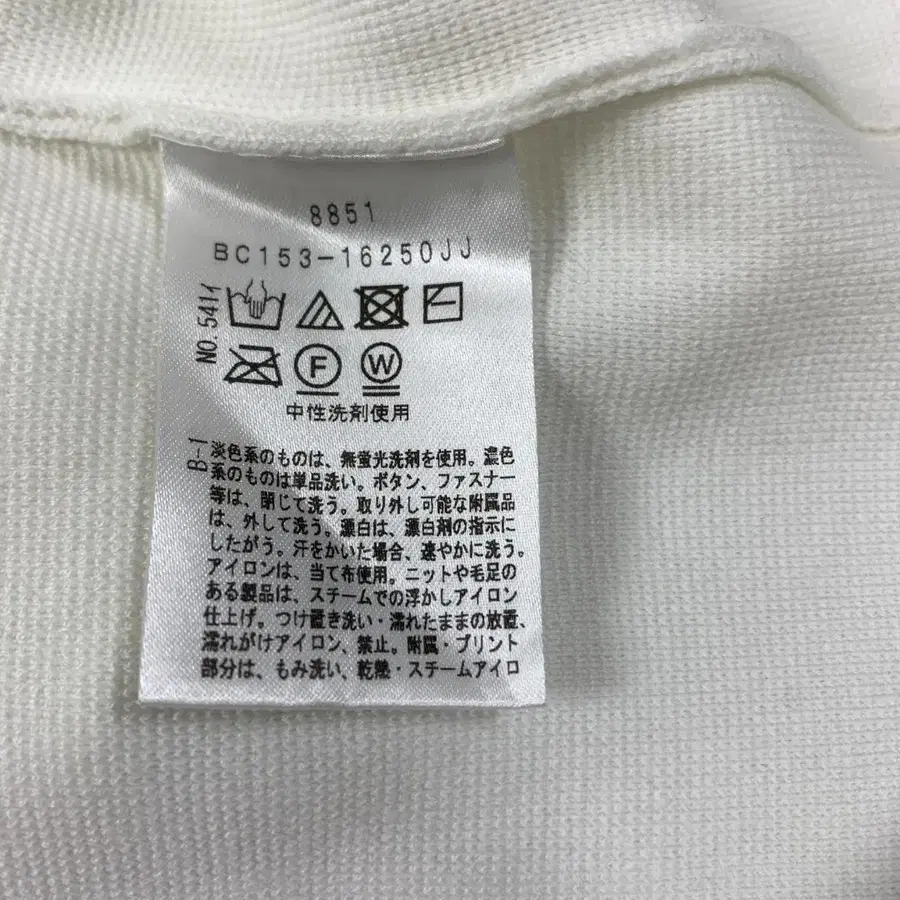 8851
BC153-16250JJ
NO.541イ
F W
中性洗剤使用
B-1
淡色系のものは、無蛍光洗剤を使用。濃色
系のものは単品洗い。ボタン、ファスナー
等は、閉じて洗う。取り外し可能な附属品
は、外して洗う。漂白は、漂白剤の指示に
したがう。汗をかいた場合、速やかに洗う。
アイロンは、当て布使用。ニットや毛足の
ある製品は、スチームでの浮かしアイロン
仕上げ。つけ置き洗い・濡れたままの放置、
濡れがけアイロン、禁止。附属・プリント
部分は、もみ洗い、乾燥・スチームアイロ